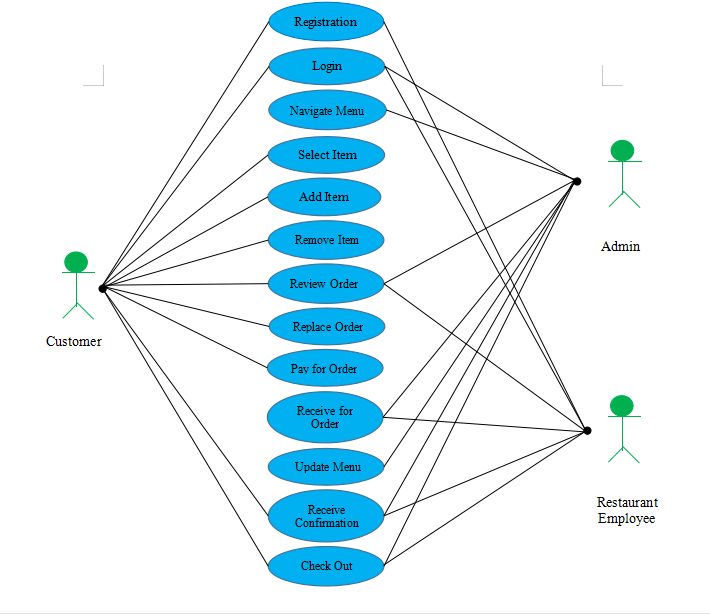 Registration
Login
Navigate Menu
Select Item
Add Item
Remove Item
Review Order
Replace Order
Pay for Order
Receive for
Order
Update Menu
Receive
Confirmation
Check Out
Customer
Admin
Restaurant
Employee